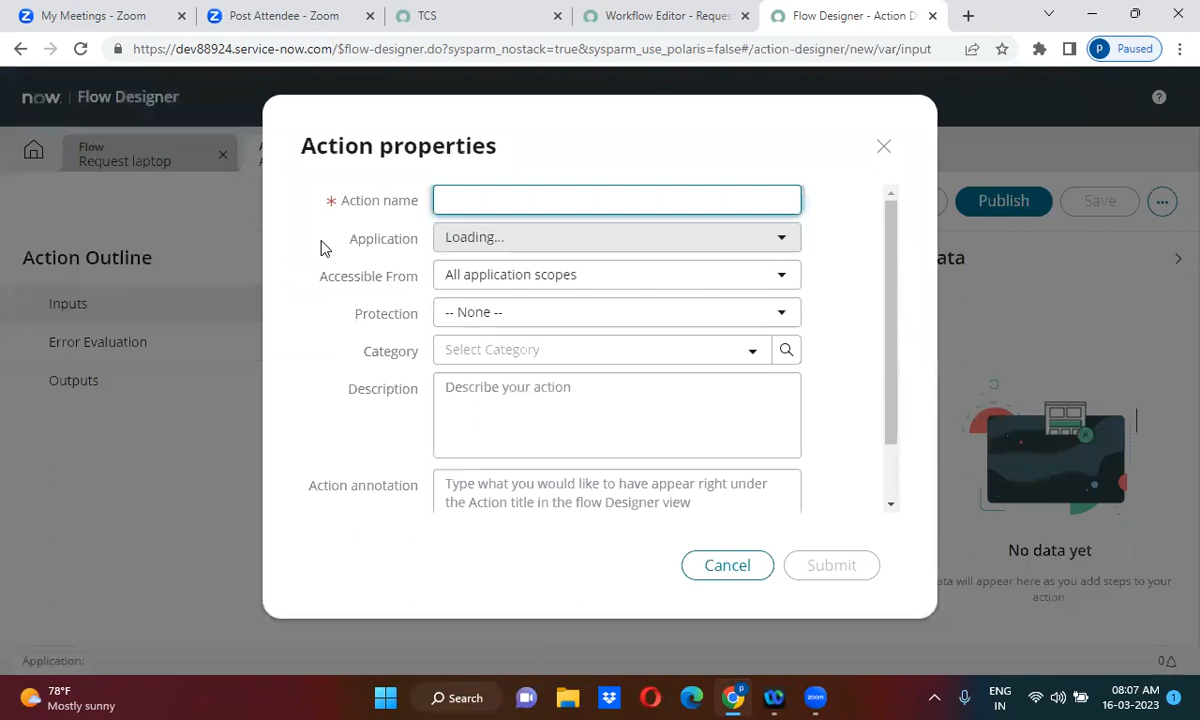 My Meetings - Zoom
Post Attendee - Zoom
TCS
Workflow Editor - Reques
Flow Designer - Action D
https://dev88924.service-now.com/$flow-designer.do?sysparm_nostack=true&sysparm_use_polaris=false#/action-designer/new/var/input
P Paused
now. | Flow Designer
Flow
Request laptop
Publish
Save
Action Outline
Inputs
Error Evaluation
Outputs
Action properties
* Action name
Application Loading...
Accessible From All application scopes
Protection -- None --
Category Select Category
Description Describe your action
Action annotation Type what you would like to have appear right under
the Action title in the flow Designer view
Cancel
Submit
No data yet
ata will appear here as you add steps to your
action
Application:
0
78°F
Mostly sunny
Search
zoom
ENG
IN
08:07 AM
16-03-2023
1